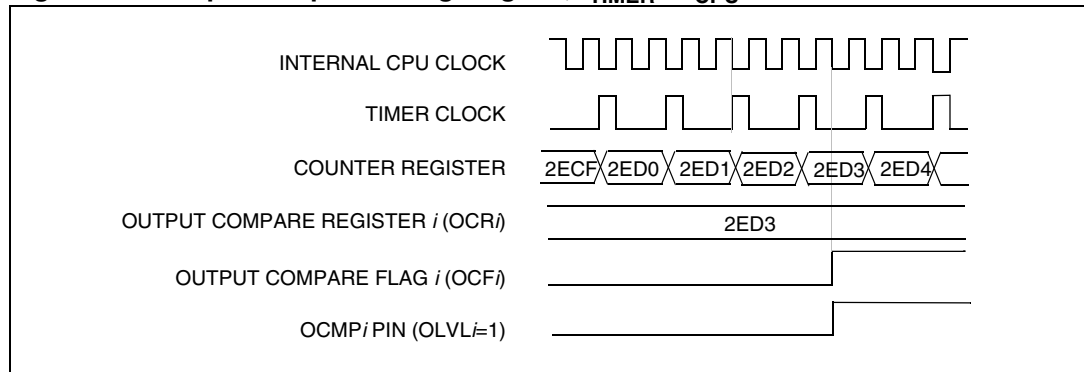 INTERNAL CPU CLOCK
TIMER CLOCK
COUNTER REGISTER 2ECF 2ED0 2ED1 2ED2 2ED3 2ED4
OUTPUT COMPARE REGISTER i (OCRi) 2ED3
OUTPUT COMPARE FLAG i (OCFi)
OCMPi PIN (OLVLi=1)